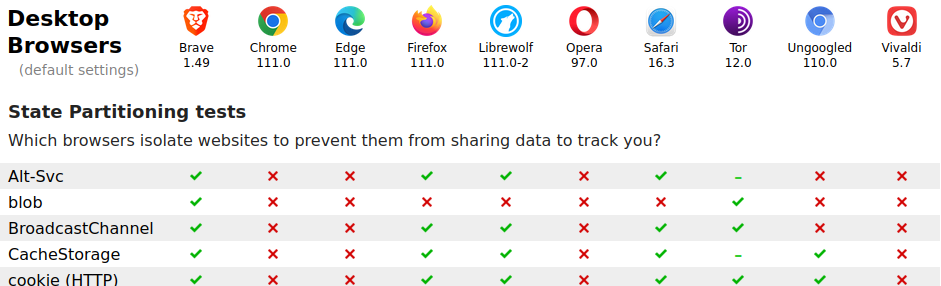 Desktop
Browsers
(default settings)
Brave Chrome Edge Firefox Librewolf Opera Safari Tor Ungoogled Vivaldi
1.49 111.0 111.0 111.0 111.0-2 97.0 16.3 12.0 110.0 5.7
State Partitioning tests
Which browsers isolate websites to prevent them from sharing data to track you?
Alt-Svc
blob
BroadcastChannel
CacheStorage
cookie (HTTP)